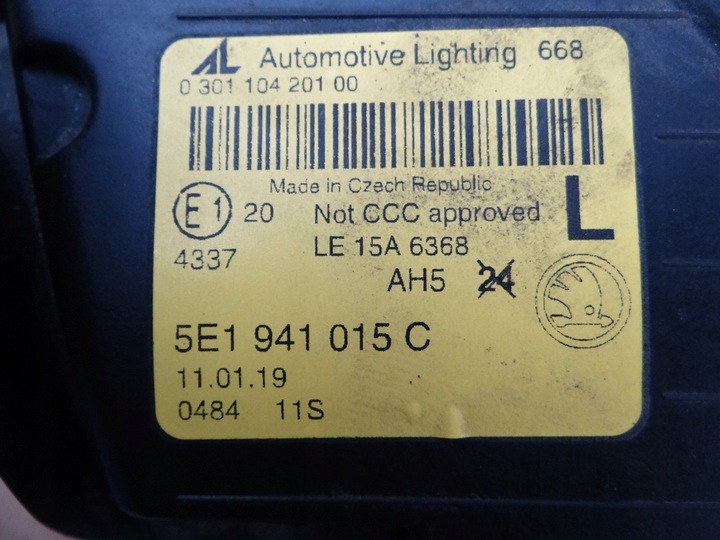 AL Automotive Lighting 668
0 301 104 201 00
Made in Czech Republic
E1 20 Not CCC approved L
4337 LE 15A 6368
AH5 24
5E1 941 015 C
11.01.19
0484 11S